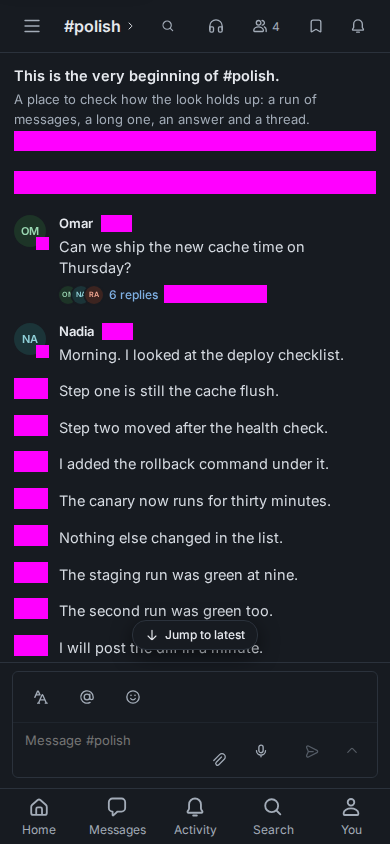 #polish
4
This is the very beginning of #polish.
A place to check how the look holds up: a run of
messages, a long one, an answer and a thread.
OM
Omar
Can we ship the new cache time on
Thursday?
RA
6 replies
NA
Nadia
Morning. I looked at the deploy checklist.
Step one is still the cache flush.
Step two moved after the health check.
I added the rollback command under it.
The canary now runs for thirty minutes.
Nothing else changed in the list.
The staging run was green at nine.
The second run was green too.
I will post the diff in a minute.
Jump to latest
Message #polish
Home
Messages
Activity
Search
You